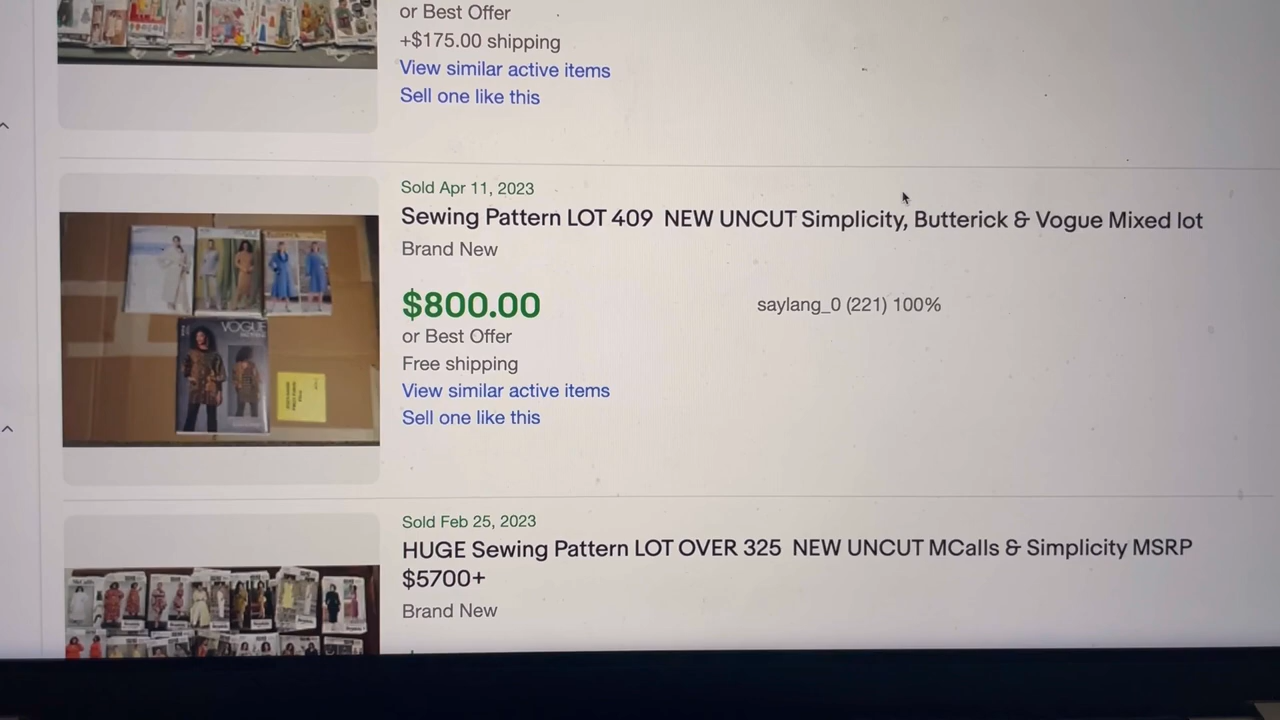 or Best Offer
+$175.00 shipping
View similar active items
Sell one like this
Sold Apr 11, 2023
Sewing Pattern LOT 409 NEW UNCUT Simplicity, Butterick & Vogue Mixed lot
Brand New
$800.00
saylang_0 (221) 100%
or Best Offer
Free shipping
View similar active items
Sell one like this
VOGUE
Sold Feb 25, 2023
HUGE Sewing Pattern LOT OVER 325 NEW UNCUT MCalls & Simplicity MSRP
$5700+
Brand New